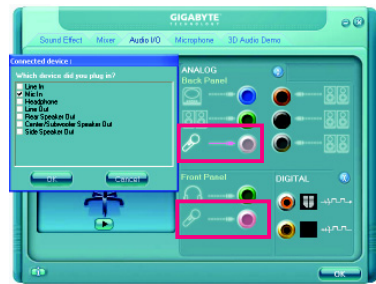 GIGABYTE
TECHNOLOGY
Sound Effect Mixer Audio I/O Microphone 3D Audio Demo
Connected device :
Which device did you plug in?
Line In
Mic In
Headphone
Line Out
Rear Speaker Out
Center/Subwoofer Speaker Out
Side Speaker Out
OK
Cancel
ANALOG
Back Panel
Front Panel
DIGITAL
OK